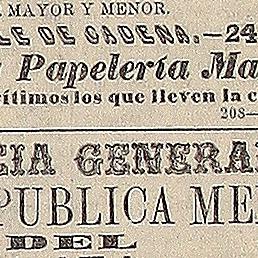 MAYOR Y MENOR.
LE DE CADENA.—24
Papelería Ma
ítimos los que lleven la c
208—
CIA GENERA
PUBLICA ME
DEL